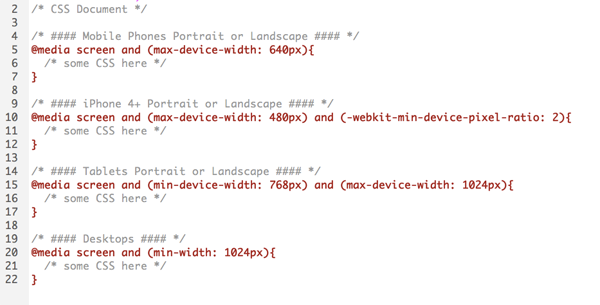 2 /* CSS Document */
3
4 /* #### Mobile Phones Portrait or Landscape #### */
5 @media screen and (max-device-width: 640px){
6   /* some CSS here */
7 }
8
9 /* #### iPhone 4+ Portrait or Landscape #### */
10 @media screen and (max-device-width: 480px) and (-webkit-min-device-pixel-ratio: 2){
11   /* some CSS here */
12 }
13
14 /* #### Tablets Portrait or Landscape #### */
15 @media screen and (min-device-width: 768px) and (max-device-width: 1024px){
16   /* some CSS here */
17 }
18
19 /* #### Desktops #### */
20 @media screen and (min-width: 1024px){
21   /* some CSS here */
22 }